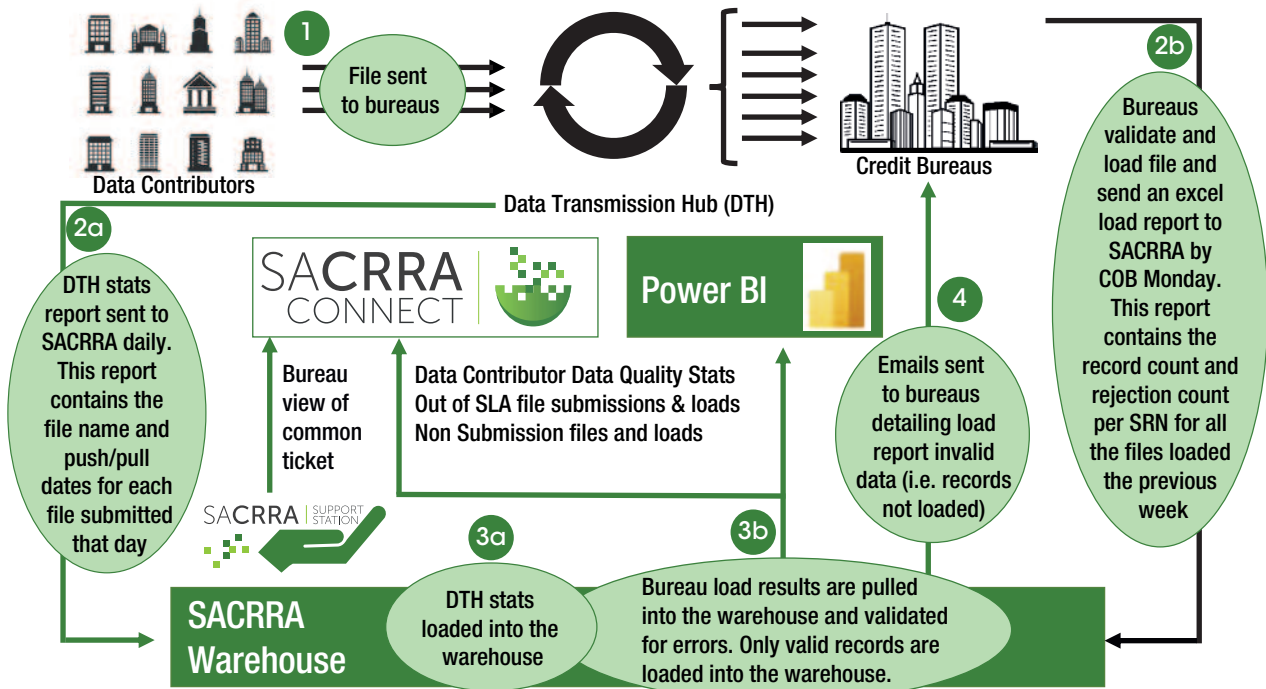 1
File sent
to bureaus
Data Contributors
Credit Bureaus
Data Transmission Hub (DTH)
2a
DTH stats
report sent to
SACRRA daily.
This report
contains the
file name and
push/pull
dates for each
file submitted
that day
2b
Bureaus
validate and
load file and
send an excel
load report to
SACRRA by
COB Monday.
This report
contains the
record count and
rejection count
per SRN for all
the files loaded
the previous
week
SACRRA
CONNECT
Power BI
4
Emails sent
to bureaus
detailing load
report invalid
data (i.e. records
not loaded)
Bureau
view of
common
ticket
Data Contributor Data Quality Stats
Out of SLA file submissions & loads
Non Submission files and loads
SACRRA
SUPPORT
STATION
3a
DTH stats
loaded into the
warehouse
3b
Bureau load results are pulled
into the warehouse and validated
for errors. Only valid records are
loaded into the warehouse.
SACRRA
Warehouse